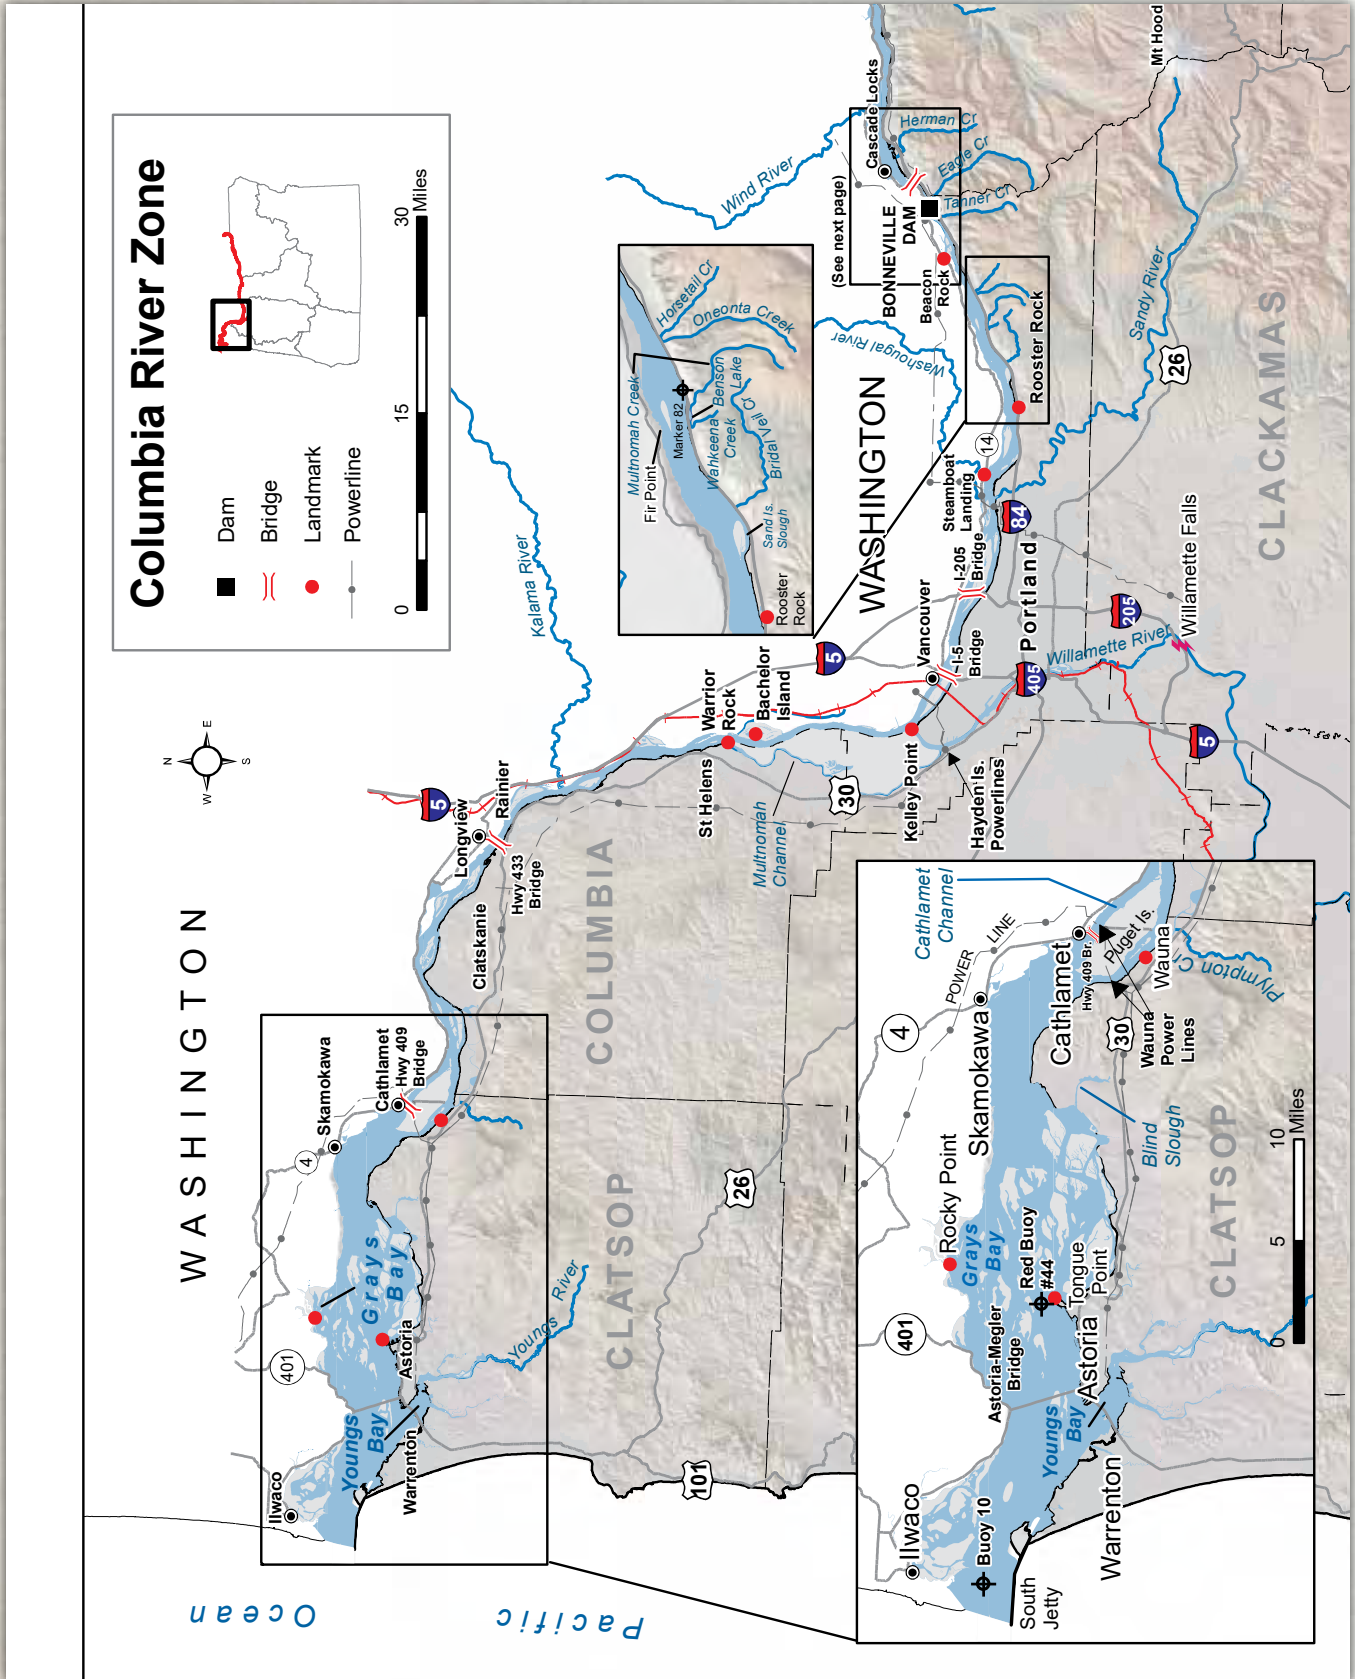 Columbia River Zone
Dam
Bridge
Landmark
Powerline
0
15
30
Miles
N
E
S
W
WASHINGTON
Pacific
Ocean
Ilwaco
Youngs
Bay
Warrenton
Astoria
401
Grays
Bay
4
Skamokawa
Cathlamet
Hwy 409
Bridge
Youngs River
CLATSOP
26
101
Clatskanie
COLUMBIA
Longview
Rainier
Hwy 433
Bridge
5
Kalama River
St Helens
Warrior
Rock
Bachelor
Island
Multnomah
Channel
30
Kelley Point
Hayden Is.
Powerlines
5
Vancouver
I-5
Bridge
405
Portland
Willamette River
205
Willamette Falls
5
I-205
Bridge
84
Steamboat
Landing
14
WASHINGTON
Washougal River
Rooster Rock
Sandy River
26
CLACKAMAS
Mt Hood
Beacon
Rock
BONNEVILLE
DAM
(See next page)
Cascade Locks
Herman Cr
Eagle Cr
Tanner Cr
Wind River
Horsetail Cr
Oneonta Creek
Multnomah Creek
Fir Point
Marker 82
Benson
Lake
Wahkeena
Creek
Bridal Veil Cr
Sand Is.
Slough
Rooster
Rock
Ilwaco
Buoy 10
South
Jetty
Warrenton
Youngs
Bay
Astoria
Astoria-Megler
Bridge
401
Rocky Point
Grays
Bay
Red Buoy
#44
Tongue
Point
4
POWER LINE
Skamokawa
Cathlamet
Hwy 409 Br.
Cathlamet
Channel
Puget Is.
Wauna
Plympton Cr
30
Wauna
Power
Lines
Blind
Slough
CLATSOP
0
5
10
Miles